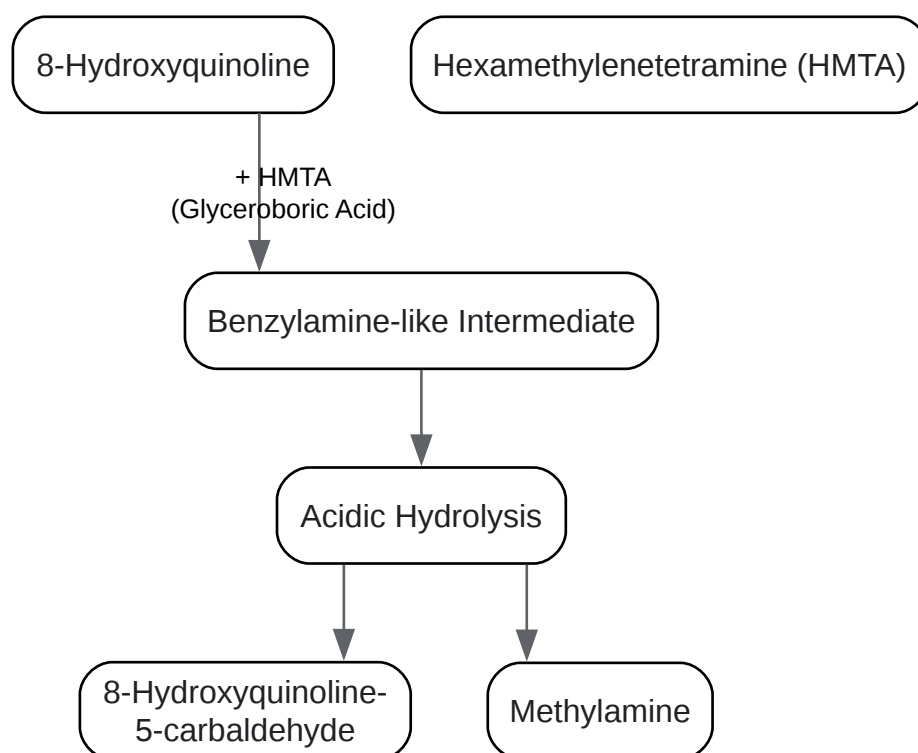 8-Hydroxyquinoline
Hexamethylenetetramine (HMTA)
+ HMTA
(Glyceroboric Acid)
Benzylamine-like Intermediate
Acidic Hydrolysis
8-Hydroxyquinoline-
5-carbaldehyde
Methylamine